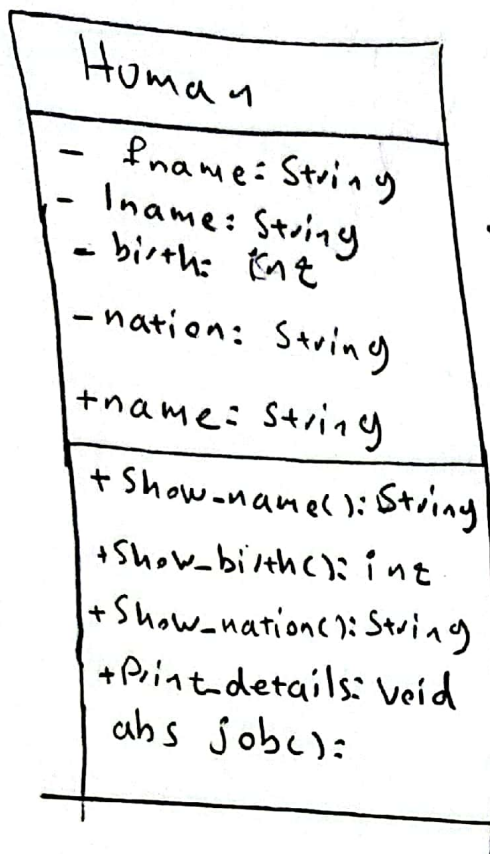 Human
- fname: String
- lname: String
- birth: int
- nation: String
+name: String
+ Show_name(): String
+Show_birth(): int
+Show_nation(): String
+Print_details: Void
abs job():